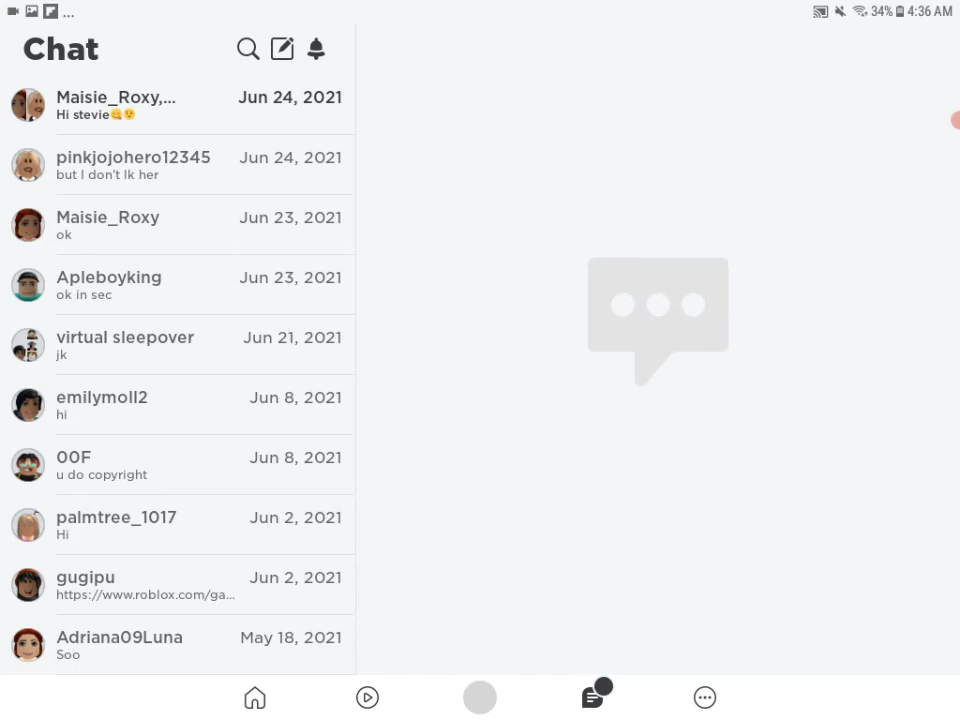 ... 34% 4:36 AM
Chat
Maisie_Roxy,... Jun 24, 2021
Hi stevie😋😲
pinkjojohero12345 Jun 24, 2021
but I don't lk her
Maisie_Roxy Jun 23, 2021
ok
Apleboyking Jun 23, 2021
ok in sec
virtual sleepover Jun 21, 2021
jk
emilymoll2 Jun 8, 2021
hi
00F Jun 8, 2021
u do copyright
palmtree_1017 Jun 2, 2021
Hi
gugipu Jun 2, 2021
https://www.roblox.com/ga...
Adriana09Luna May 18, 2021
Soo